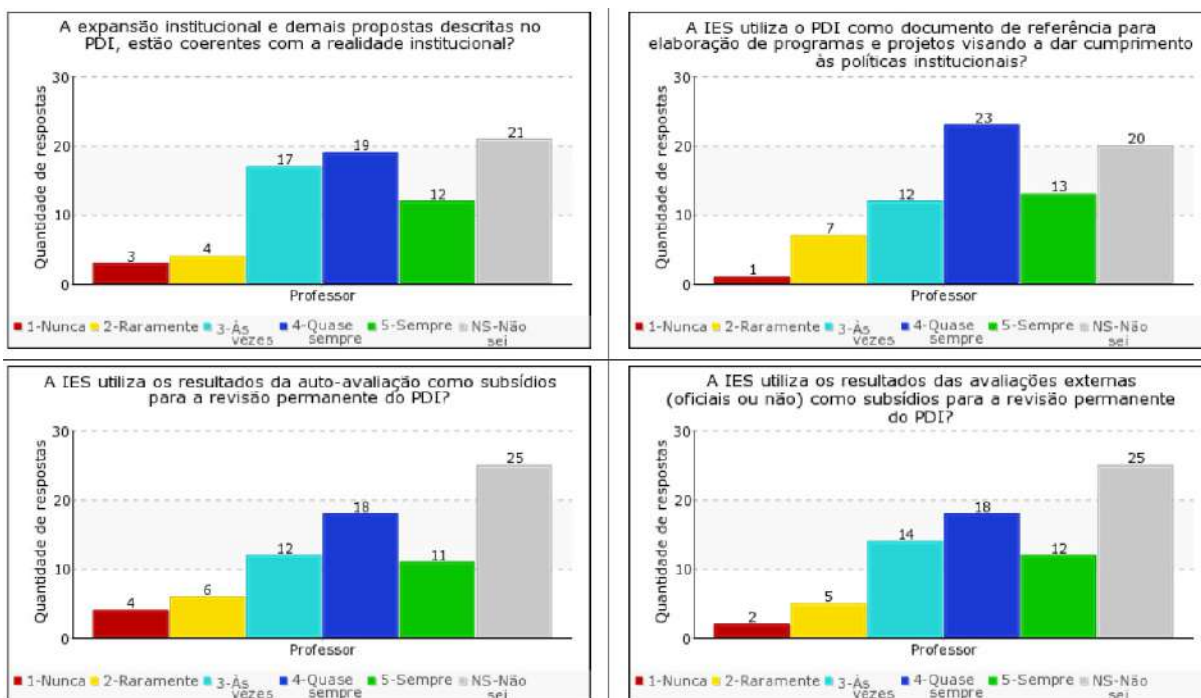 A expansão institucional e demais propostas descritas no
PDI, estão coerentes com a realidade institucional?
Quantidade de respostas
30
20
10
0
3
4
17
19
12
21
Professor
1-Nunca 2-Raramente 3-Às vezes 4-Quase sempre 5-Sempre NS-Não sei
A IES utiliza o PDI como documento de referência para
elaboração de programas e projetos visando a dar cumprimento
às políticas institucionais?
Quantidade de respostas
30
20
10
0
1
7
12
23
13
20
Professor
1-Nunca 2-Raramente 3-Às vezes 4-Quase sempre 5-Sempre NS-Não sei
A IES utiliza os resultados da auto-avaliação como subsídios
para a revisão permanente do PDI?
Quantidade de respostas
30
20
10
0
4
6
12
18
11
25
Professor
1-Nunca 2-Raramente 3-Às vezes 4-Quase sempre 5-Sempre NS-Não sei
A IES utiliza os resultados das avaliações externas
(oficiais ou não) como subsídios para a revisão permanente
do PDI?
Quantidade de respostas
30
20
10
0
2
5
14
18
12
25
Professor
1-Nunca 2-Raramente 3-Às vezes 4-Quase sempre 5-Sempre NS-Não sei